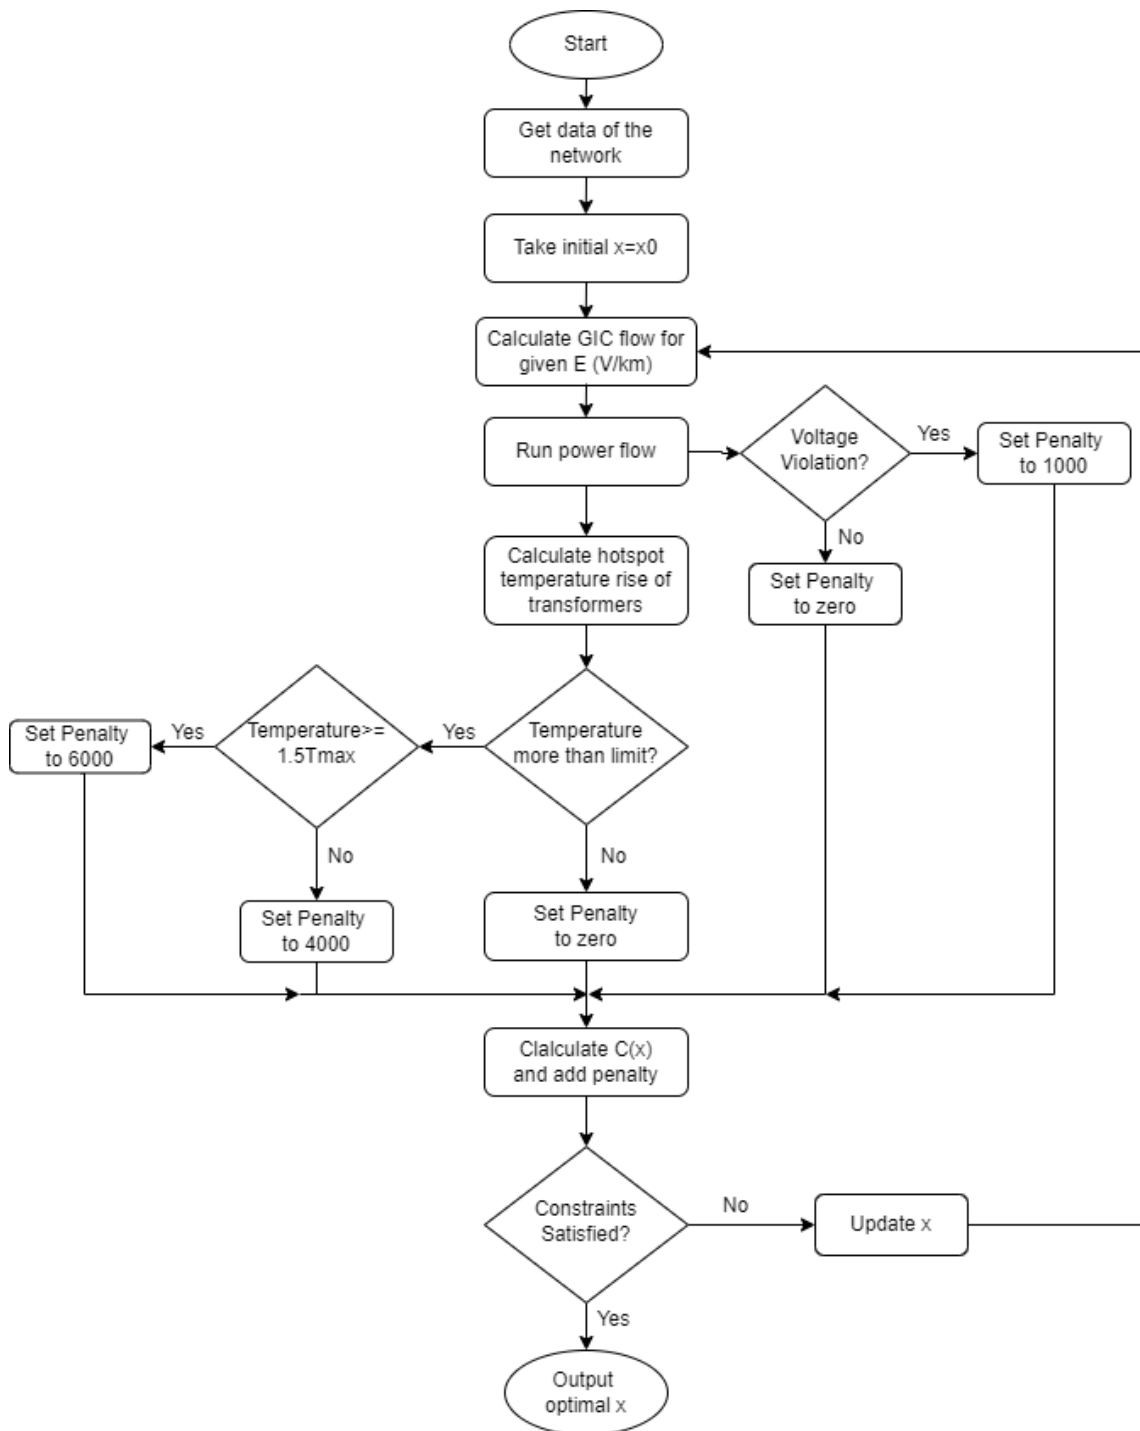 Start
Get data of the
network
Take initial x=x0
Calculate GIC flow for
given E (V/km)
Run power flow
Voltage
Violation?
Yes
Set Penalty
to 1000
No
Set Penalty
to zero
Calculate hotspot
temperature rise of
transformers
Temperature
more than limit?
Yes
Temperature>=
1.5Tmax
Yes
Set Penalty
to 6000
No
Set Penalty
to 4000
No
Set Penalty
to zero
Clalculate C(x)
and add penalty
Constraints
Satisfied?
No
Update x
Yes
Output
optimal x